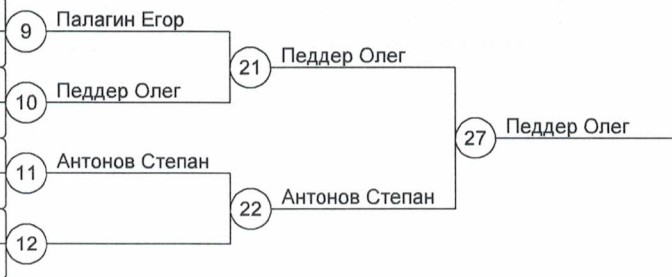 9 Палагин Егор
21 Педдер Олег
10 Педдер Олег
27 Педдер Олег
11 Антонов Степан
22 Антонов Степан
12